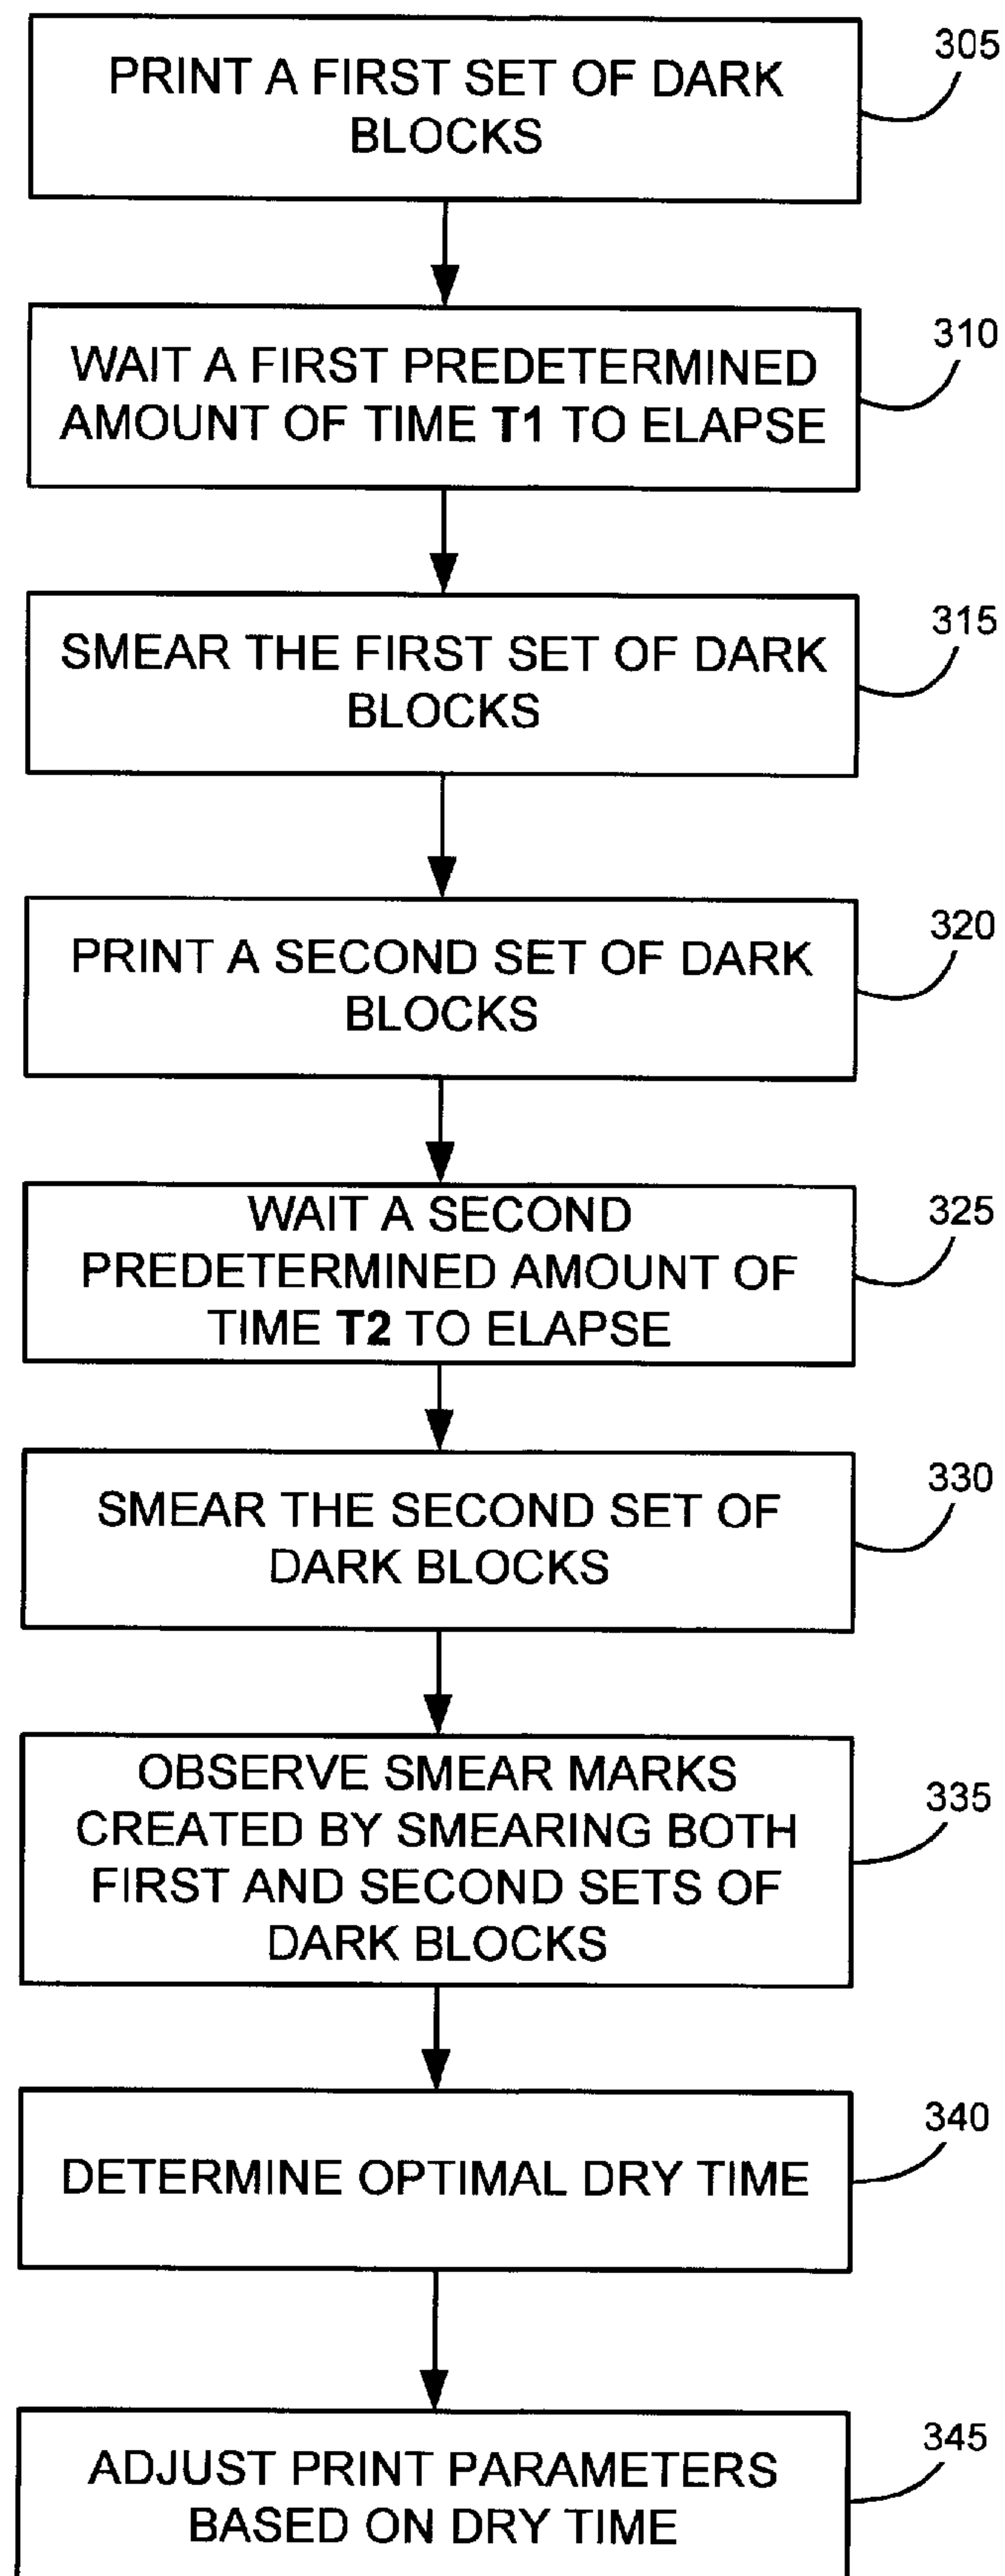 PRINT A FIRST SET OF DARK
BLOCKS
305
WAIT A FIRST PREDETERMINED
AMOUNT OF TIME T1 TO ELAPSE
310
SMEAR THE FIRST SET OF DARK
BLOCKS
315
PRINT A SECOND SET OF DARK
BLOCKS
320
WAIT A SECOND
PREDETERMINED AMOUNT OF
TIME T2 TO ELAPSE
325
SMEAR THE SECOND SET OF
DARK BLOCKS
330
OBSERVE SMEAR MARKS
CREATED BY SMEARING BOTH
FIRST AND SECOND SETS OF
DARK BLOCKS
335
DETERMINE OPTIMAL DRY TIME
340
ADJUST PRINT PARAMETERS
BASED ON DRY TIME
345